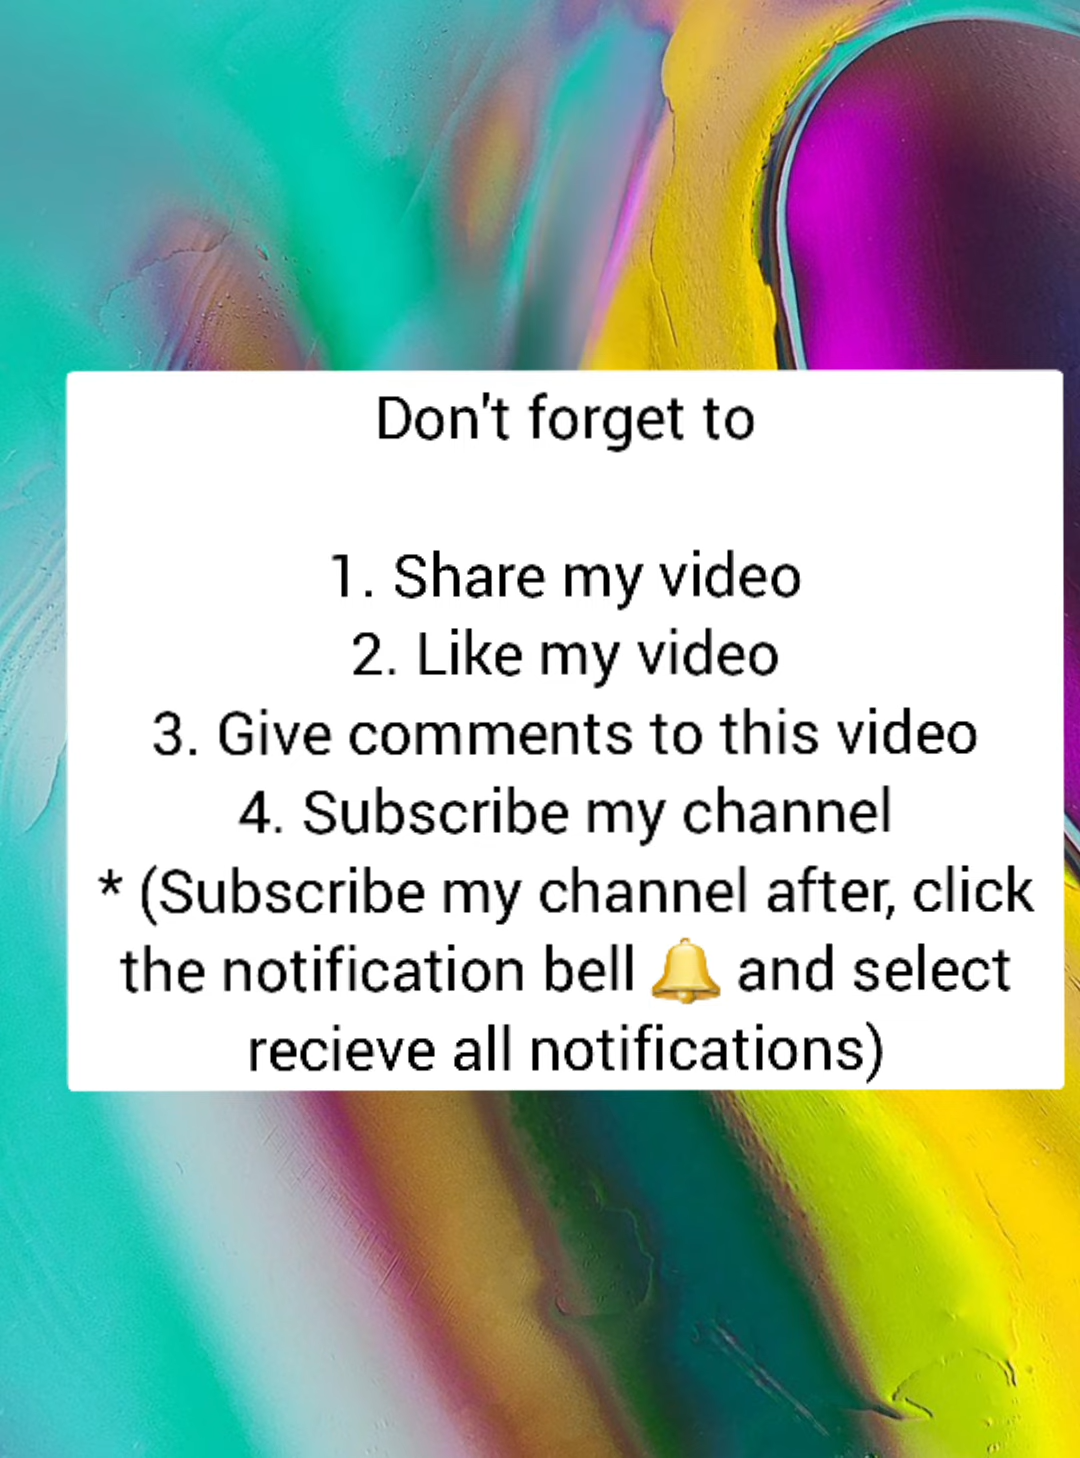 Don't forget to
1. Share my video
2. Like my video
3. Give comments to this video
4. Subscribe my channel
* (Subscribe my channel after, click
the notification bell 🔔 and select
recieve all notifications)